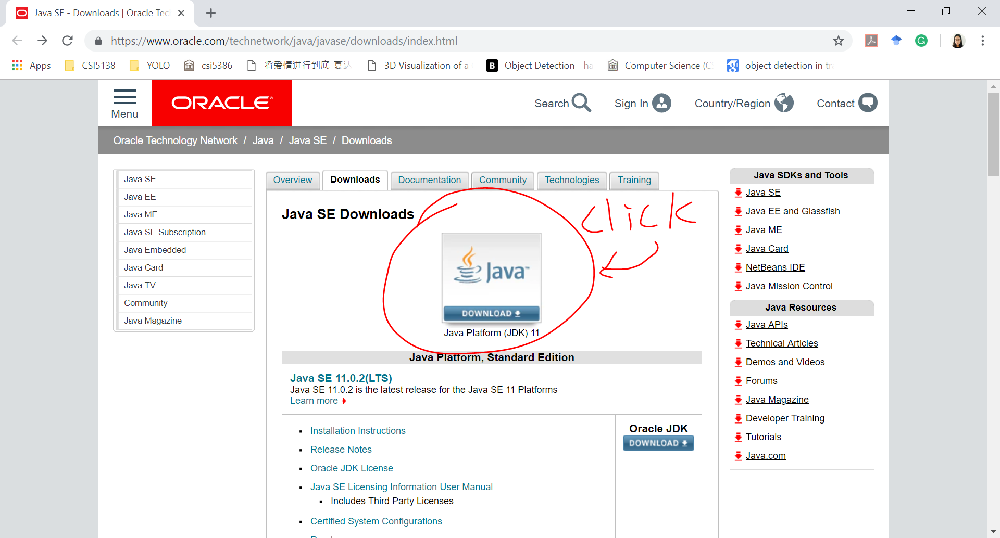 Java SE - Downloads | Oracle Tec
https://www.oracle.com/technetwork/java/javase/downloads/index.html
Apps CSI5138 YOLO csi5386 将爱情进行到底_夏达 3D Visualization of a B Object Detection - ha Computer Science (CS object detection in tr
Menu
ORACLE
Search Sign In Country/Region Contact
Oracle Technology Network / Java / Java SE / Downloads
Java SE
Java EE
Java ME
Java SE Subscription
Java Embedded
Java Card
Java TV
Community
Java Magazine
Overview Downloads Documentation Community Technologies Training
Java SE Downloads
click
Java™
DOWNLOAD
Java Platform (JDK) 11
Java Platform, Standard Edition
Java SE 11.0.2(LTS)
Java SE 11.0.2 is the latest release for the Java SE 11 Platforms
Learn more
Installation Instructions
Release Notes
Oracle JDK License
Java SE Licensing Information User Manual
Includes Third Party Licenses
Certified System Configurations
Oracle JDK
DOWNLOAD
Java SDKs and Tools
Java SE
Java EE and Glassfish
Java ME
Java Card
NetBeans IDE
Java Mission Control
Java Resources
Java APIs
Technical Articles
Demos and Videos
Forums
Java Magazine
Developer Training
Tutorials
Java.com